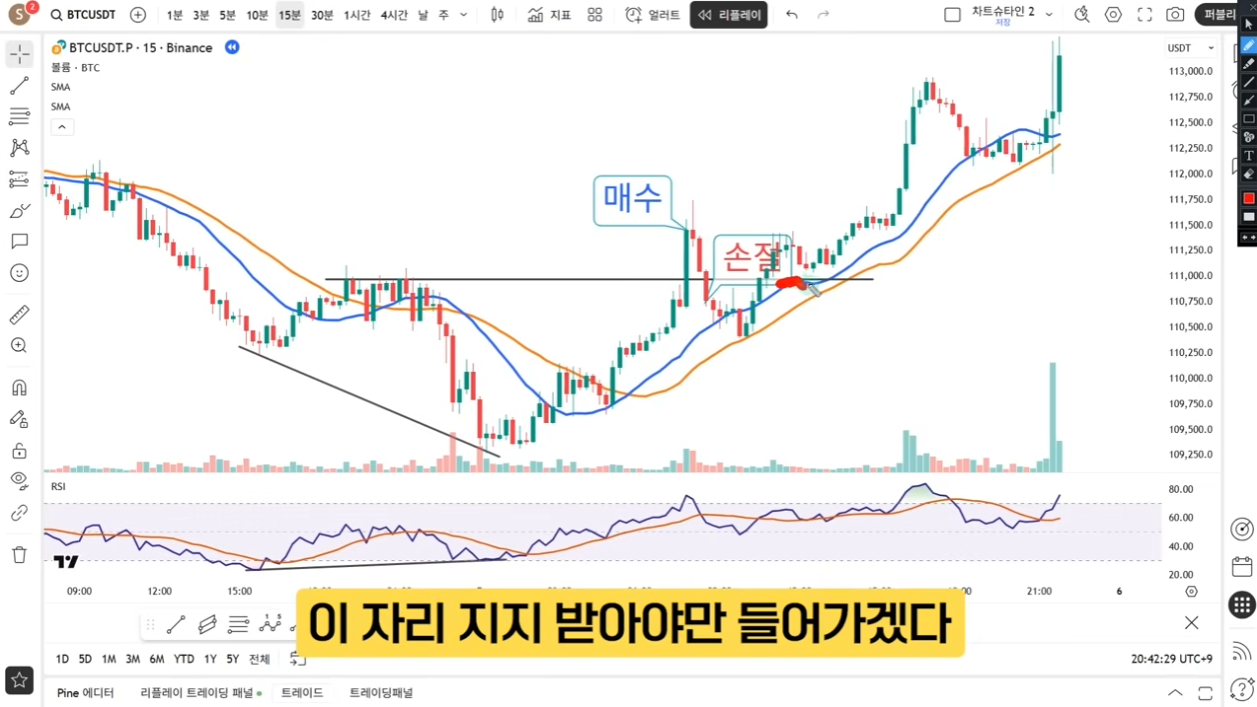 S 2 BTCUSDT 1분 3분 5분 10분 15분 30분 1시간 4시간 날 주 지표 얼러트 리플레이 차트슈타인 2 저장 퍼블리
BTCUSDT.P · 15 · Binance
USDT
볼륨 · BTC
SMA
SMA
113,000.0
112,750.0
112,500.0
112,250.0
112,000.0
111,750.0
111,500.0
111,250.0
111,000.0
110,750.0
110,500.0
110,250.0
110,000.0
109,750.0
109,500.0
109,250.0
매수
손절
T
RSI
80.00
60.00
40.00
20.00
09:00 12:00 15:00 21:00 6
이 자리 지지 받아야만 들어가겠다
1D 5D 1M 3M 6M YTD 1Y 5Y 전체
20:42:29 UTC+9
Pine 에디터 리플레이 트레이딩 패널 트레이드 트레이딩패널